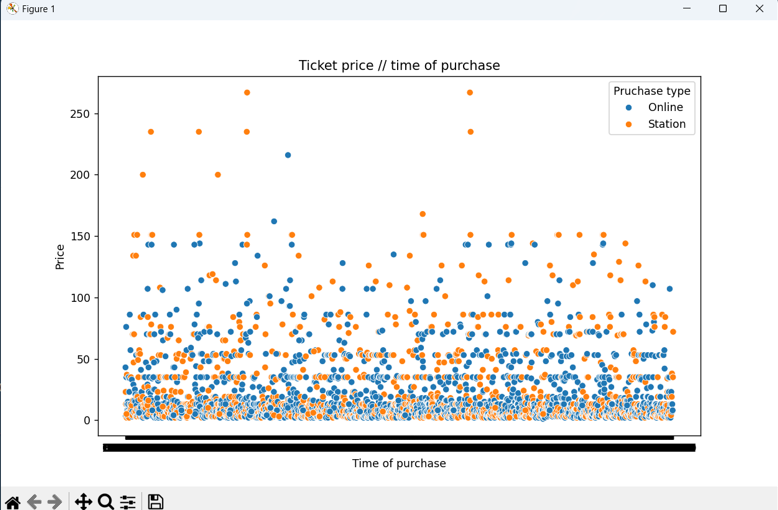 Figure 1
Ticket price // time of purchase
Pruchase type
Online
Station
250
200
150
100
50
0
Price
Time of purchase